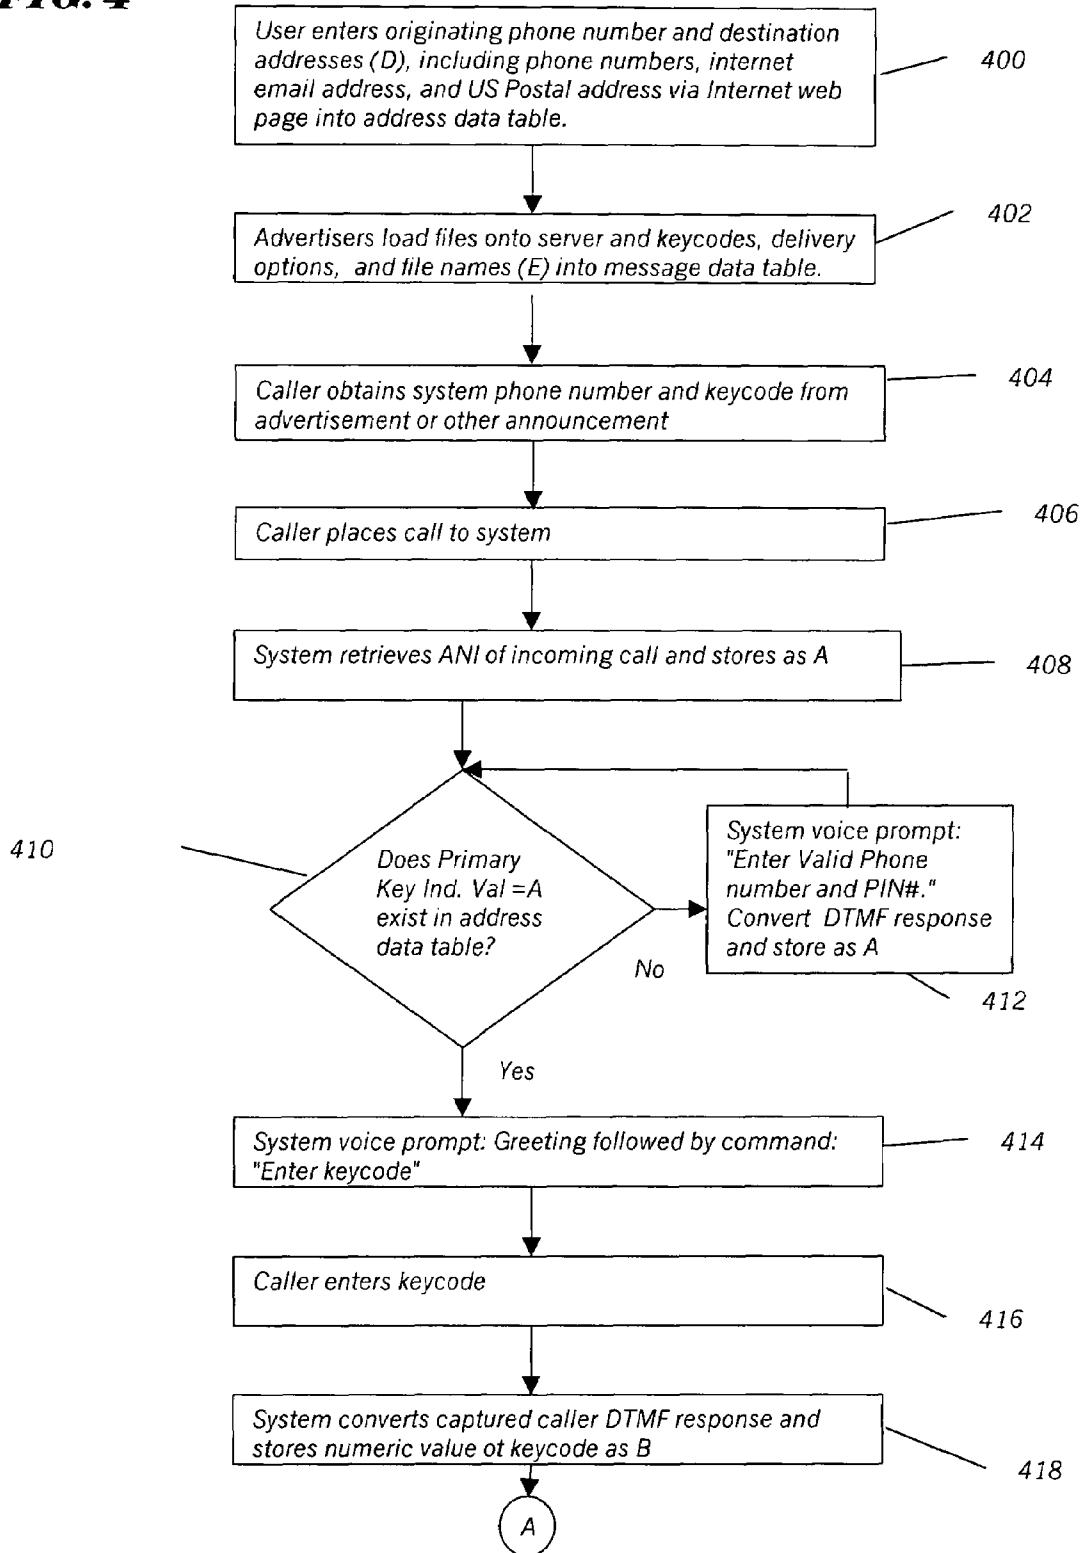 FIG. 4
User enters originating phone number and destination
addresses (D), including phone numbers, internet
email address, and US Postal address via Internet web
page into address data table.
400
Advertisers load files onto server and keycodes, delivery
options, and file names (E) into message data table.
402
Caller obtains system phone number and keycode from
advertisement or other announcement
404
Caller places call to system
406
System retrieves ANI of incoming call and stores as A
408
410
Does Primary
Key Ind. Val =A
exist in address
data table?
No
System voice prompt:
"Enter Valid Phone
number and PIN#."
Convert DTMF response
and store as A
412
Yes
System voice prompt: Greeting followed by command:
"Enter keycode"
414
Caller enters keycode
416
System converts captured caller DTMF response and
stores numeric value ot keycode as B
418
A